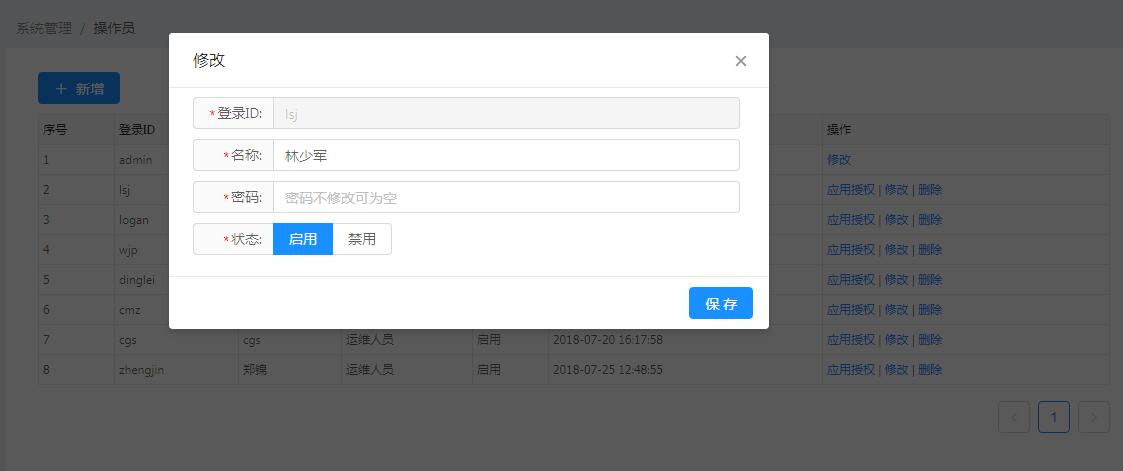 系统管理 / 操作员
修改
+ 新增
*登录ID: lsj
*名称: 林少军
*密码: 密码不修改可为空
*状态: 启用 禁用
保 存
序号 登录ID 操作
1 admin 修改
2 lsj 应用授权 | 修改 | 删除
3 logan 应用授权 | 修改 | 删除
4 wjp 应用授权 | 修改 | 删除
5 dinglei 应用授权 | 修改 | 删除
6 cmz 应用授权 | 修改 | 删除
7 cgs cgs 运维人员 启用 2018-07-20 16:17:58 应用授权 | 修改 | 删除
8 zhengjin 郑锦 运维人员 启用 2018-07-25 12:48:55 应用授权 | 修改 | 删除
< 1 >